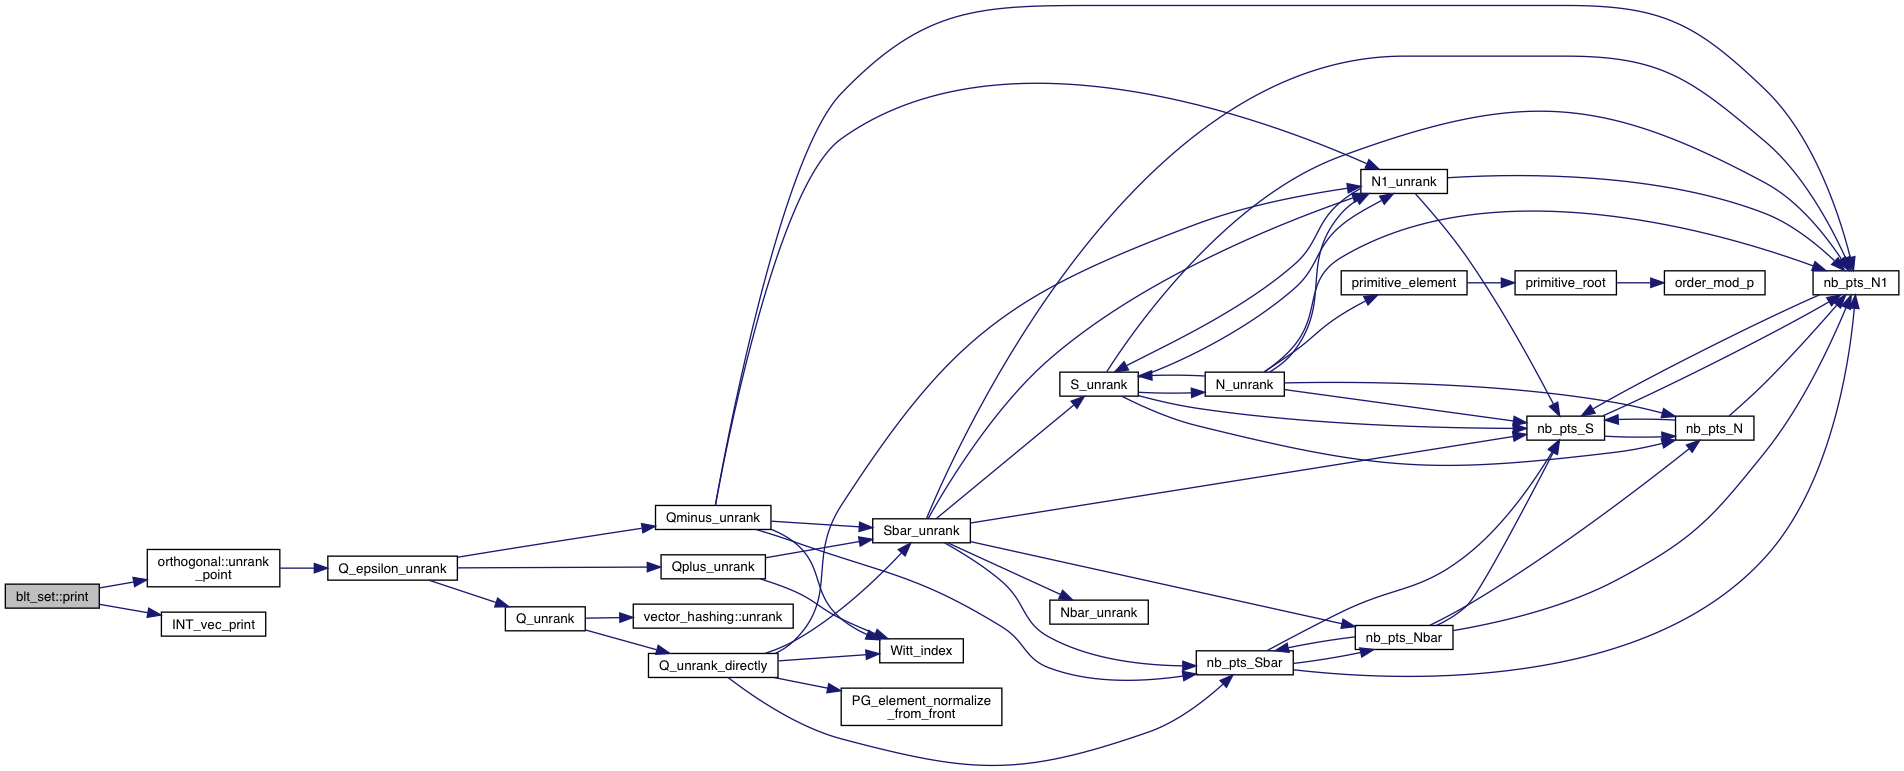 blt_set::print
orthogonal::unrank
_point
INT_vec_print
Q_epsilon_unrank
Qminus_unrank
Qplus_unrank
Q_unrank
vector_hashing::unrank
Q_unrank_directly
Sbar_unrank
Witt_index
PG_element_normalize
_from_front
S_unrank
Nbar_unrank
N_unrank
nb_pts_Sbar
N1_unrank
primitive_element
nb_pts_Nbar
primitive_root
nb_pts_S
order_mod_p
nb_pts_N
nb_pts_N1